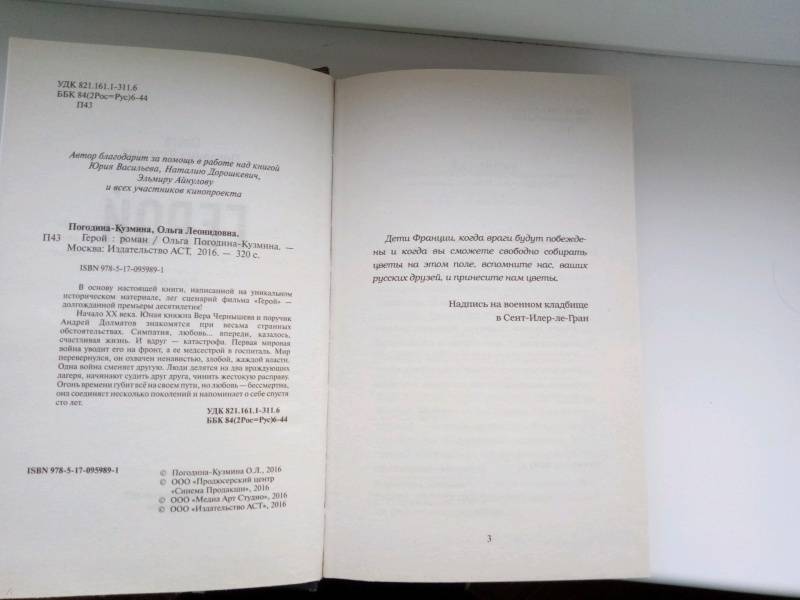 УДК 821.161.1-311.6
ББК 84(2Рос=Рус)6-44
П43
Автор благодарит за помощь в работе над книгой
Юрия Васильева, Наталию Дорошкевич,
Эльмиру Айнулову
и всех участников кинопроекта
Погодина-Кузмина, Ольга Леонидовна.
П43 Герой : роман / Ольга Погодина-Кузмина. —
Москва: Издательство АСТ, 2016. — 320 с.
ISBN 978-5-17-095989-1
В основу настоящей книги, написанной на уникальном
историческом материале, лег сценарий фильма «Герой» —
долгожданной премьеры десятилетия!
Начало XX века. Юная княжна Вера Чернышева и поручик
Андрей Долматов знакомятся при весьма странных
обстоятельствах. Симпатия, любовь... впереди, казалось,
счастливая жизнь. И вдруг — катастрофа. Первая мировая
война уводит его на фронт, а ее медсестрой в госпиталь. Мир
перевернулся, он охвачен ненавистью, злобой, жаждой власти.
Одна война сменяет другую. Люди делятся на два враждующих
лагеря, начинают судить друг друга, чинить жестокую расправу.
Огонь времени губит всё на своем пути, но любовь — бессмертна,
она соединяет несколько поколений и напоминает о себе спустя
сто лет.
УДК 821.161.1-311.6
ББК 84(2Рос=Рус)6-44
ISBN 978-5-17-095989-1
© Погодина-Кузмина О.Л., 2016
© ООО «Продюсерский центр
«Синема Продакшн», 2016
© ООО «Медиа Арт Студио», 2016
© ООО «Издательство АСТ», 2016
Дети Франции, когда враги будут побежде-
ны и когда вы сможете свободно собирать
цветы на этом поле, вспомните нас, ваших
русских друзей, и принесите нам цветы.
Надпись на военном кладбище
в Сент-Илер-ле-Гран
3